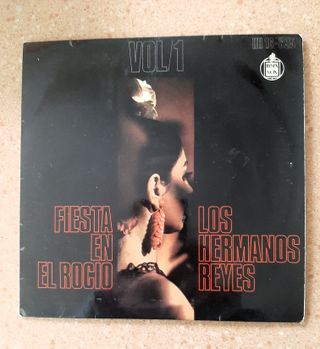 VOL/1
FIESTA
EN
EL ROCIO
LOS
HERMANOS
REYES